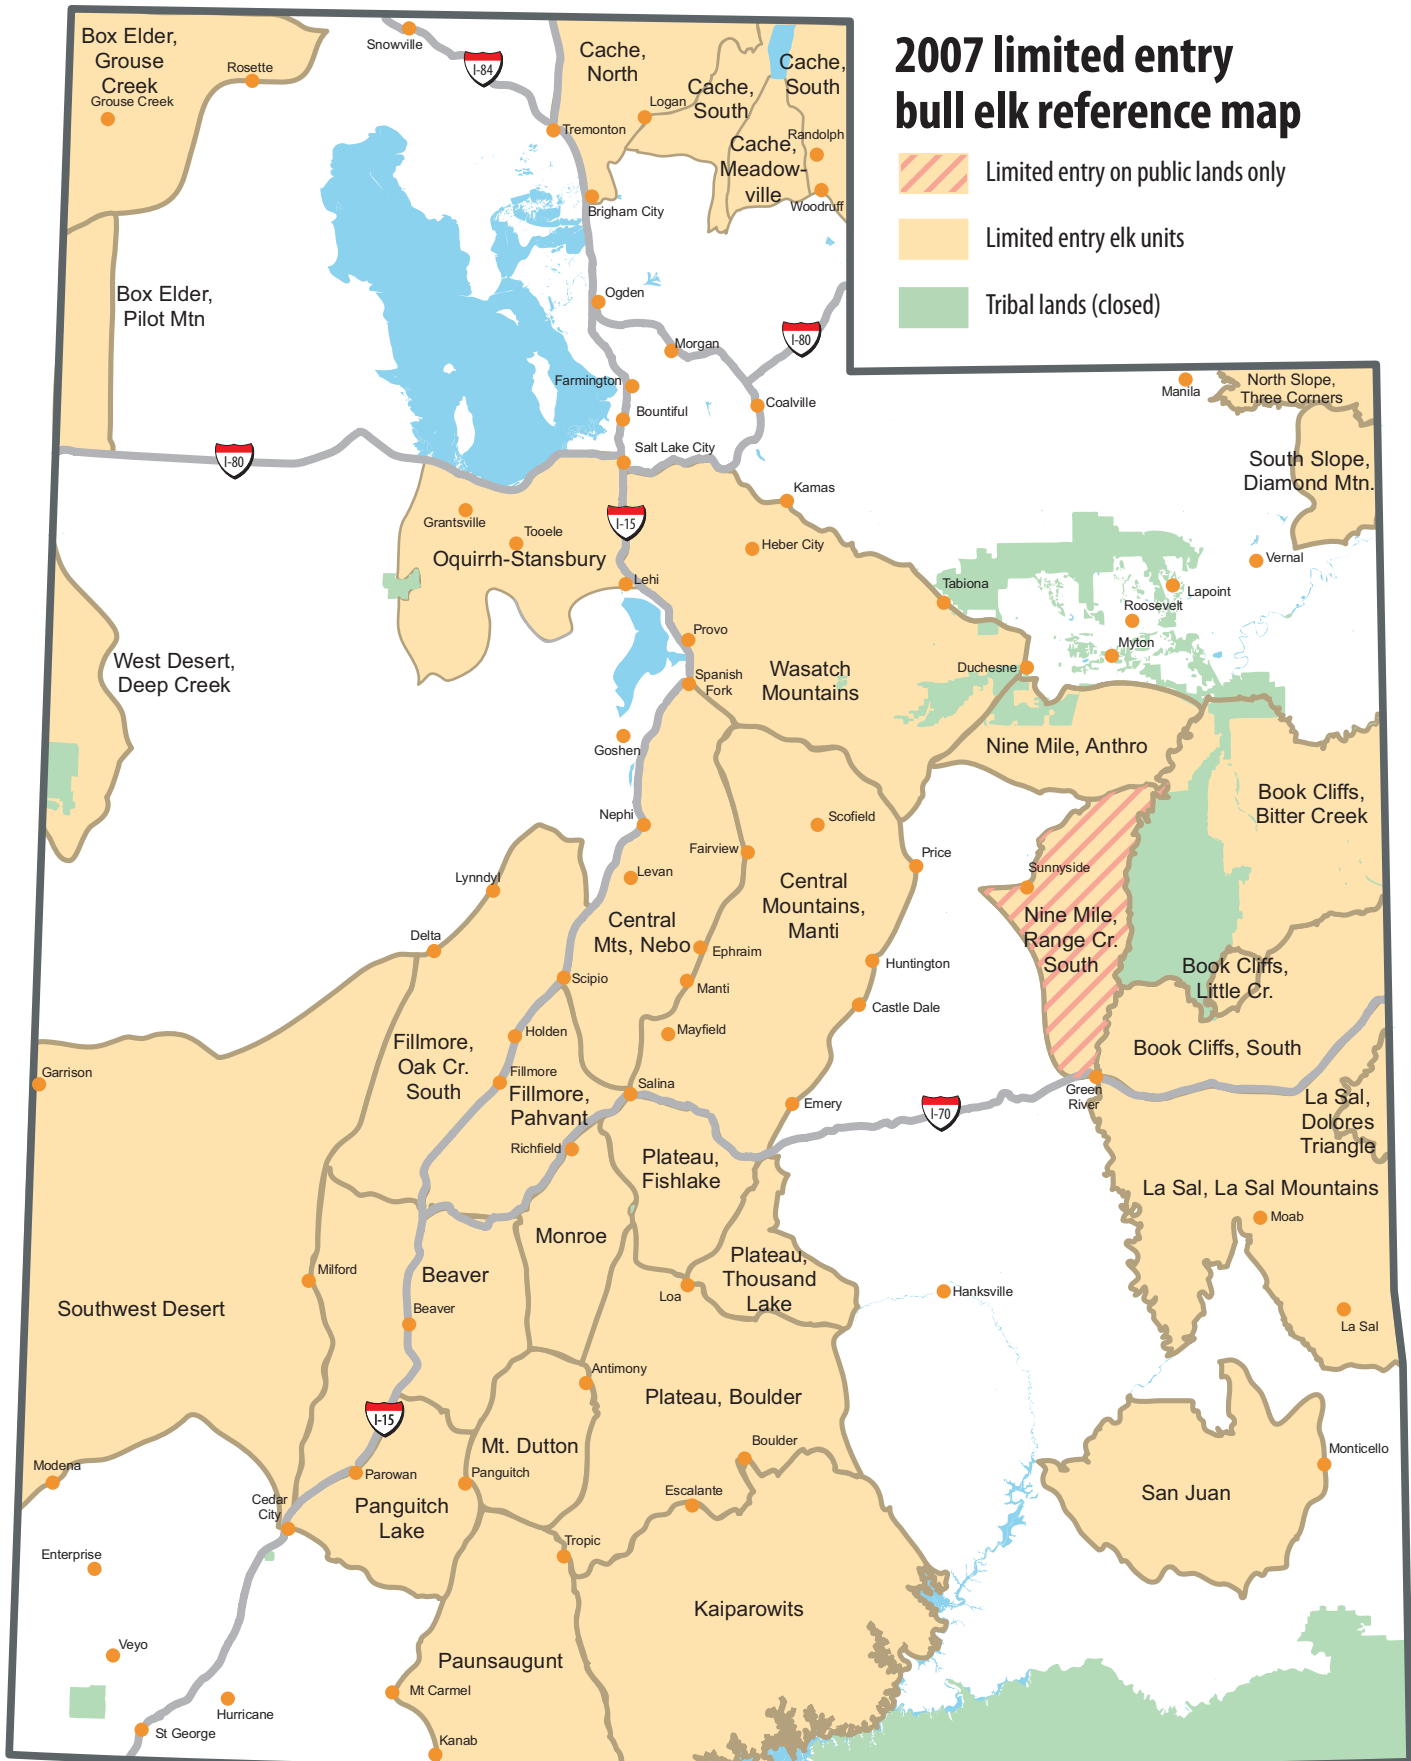 2007 limited entry
bull elk reference map
Limited entry on public lands only
Limited entry elk units
Tribal lands (closed)
Box Elder,
Grouse
Creek
Grouse Creek
Rosette
Snowville
I-84
Cache,
North
Cache,
South
Cache,
South
Logan
Tremonton
Randolph
Cache,
Meadow-
ville
Woodruff
Brigham City
Box Elder,
Pilot Mtn
Ogden
Morgan
I-80
Farmington
Bountiful
Coalville
Salt Lake City
I-80
Manila
North Slope,
Three Corners
South Slope,
Diamond Mtn.
Kamas
Grantsville
Tooele
I-15
Oquirrh-Stansbury
Heber City
Vernal
Lehi
Tabiona
Lapoint
Roosevelt
Myton
Provo
West Desert,
Deep Creek
Wasatch
Mountains
Duchesne
Spanish
Fork
Goshen
Nine Mile, Anthro
Book Cliffs,
Bitter Creek
Nephi
Scofield
Fairview
Price
Levan
Lynndyl
Central
Mountains,
Manti
Sunnyside
Central
Mts, Nebo
Nine Mile,
Range Cr.
South
Delta
Ephraim
Huntington
Book Cliffs,
Little Cr.
Scipio
Manti
Castle Dale
Holden
Mayfield
Fillmore,
Oak Cr.
South
Book Cliffs, South
Garrison
Fillmore
Salina
Fillmore,
Pahvant
Emery
I-70
Green
River
La Sal,
Dolores
Triangle
Richfield
Plateau,
Fishlake
La Sal, La Sal Mountains
Moab
Monroe
Plateau,
Thousand
Lake
Milford
Beaver
Loa
Hanksville
Southwest Desert
Beaver
La Sal
Antimony
Plateau, Boulder
I-15
Mt. Dutton
Boulder
Monticello
Modena
Parowan
Panguitch
Escalante
San Juan
Cedar
City
Panguitch
Lake
Tropic
Enterprise
Kaiparowits
Veyo
Paunsaugunt
Mt Carmel
Hurricane
St George
Kanab